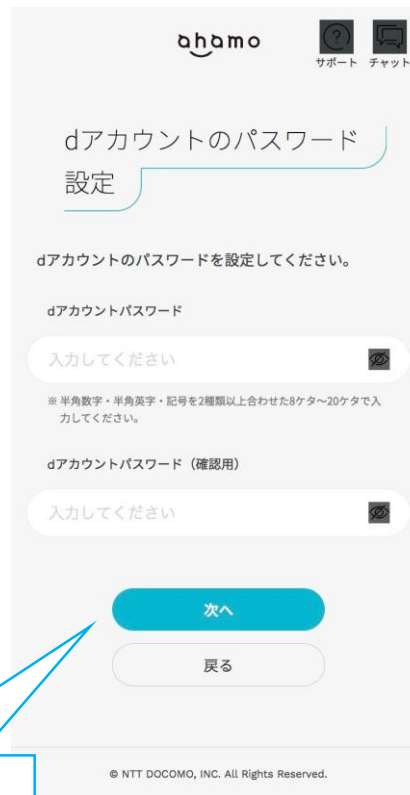 ahamo
サポート チャット
dアカウントのパスワード
設定
dアカウントのパスワードを設定してください。
dアカウントパスワード
入力してください
※ 半角数字・半角英字・記号を2種類以上合わせた8ケタ～20ケタで入
力してください。
dアカウントパスワード（確認用）
入力してください
次へ
戻る
© NTT DOCOMO, INC. All Rights Reserved.